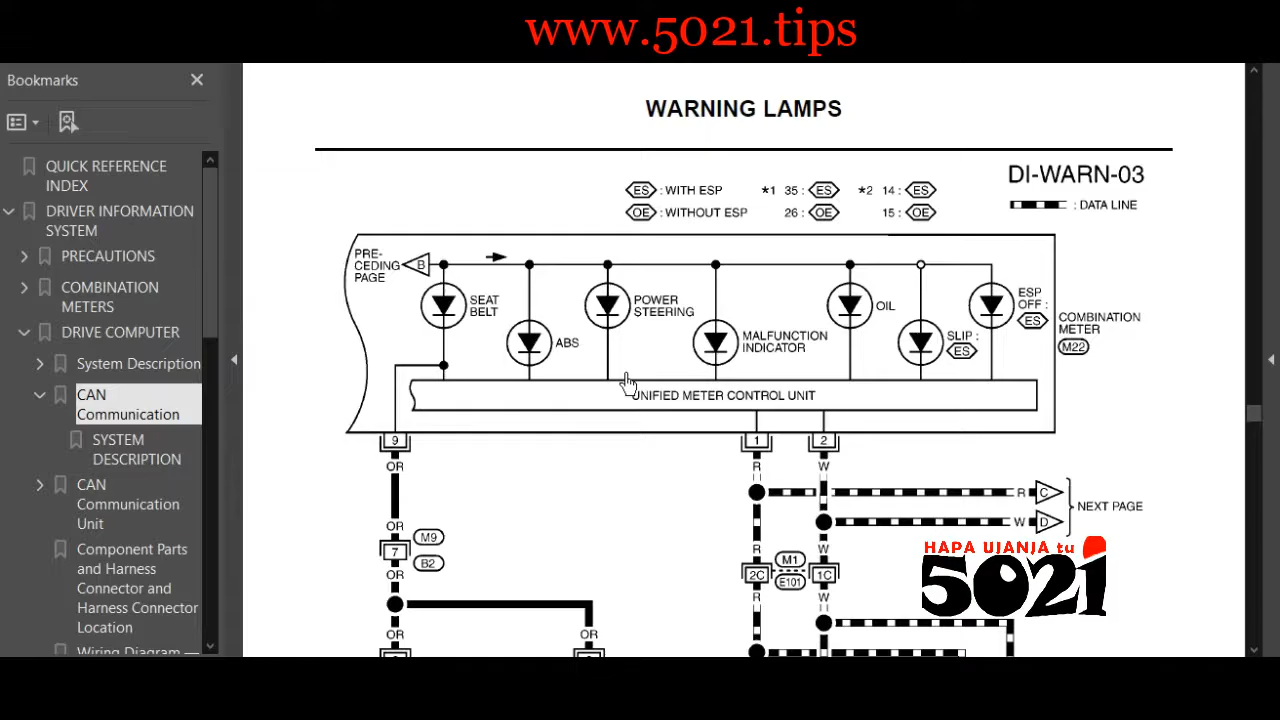 www.5021.tips
Bookmarks
QUICK REFERENCE
INDEX
DRIVER INFORMATION
SYSTEM
PRECAUTIONS
COMBINATION
METERS
DRIVE COMPUTER
System Description
CAN
Communication
SYSTEM
DESCRIPTION
CAN
Communication
Unit
Component Parts
and Harness
Connector and
Harness Connector
Location
Wiring Diagram —
WARNING LAMPS
DI-WARN-03
ES : WITH ESP *1 35 : ES *2 14 : ES
OE : WITHOUT ESP 26 : OE 15 : OE
: DATA LINE
PRE-
CEDING
PAGE
B
SEAT
BELT
ABS
POWER
STEERING
MALFUNCTION
INDICATOR
OIL
SLIP :
ES
ESP
OFF :
ES
COMBINATION
METER
M22
UNIFIED METER CONTROL UNIT
9 1 2
OR R W
R C
NEXT PAGE
W D
OR R W
7 M9
B2
M1
2C 1C
E101
OR R W
HAPA UJANJA tu
5021
OR OR